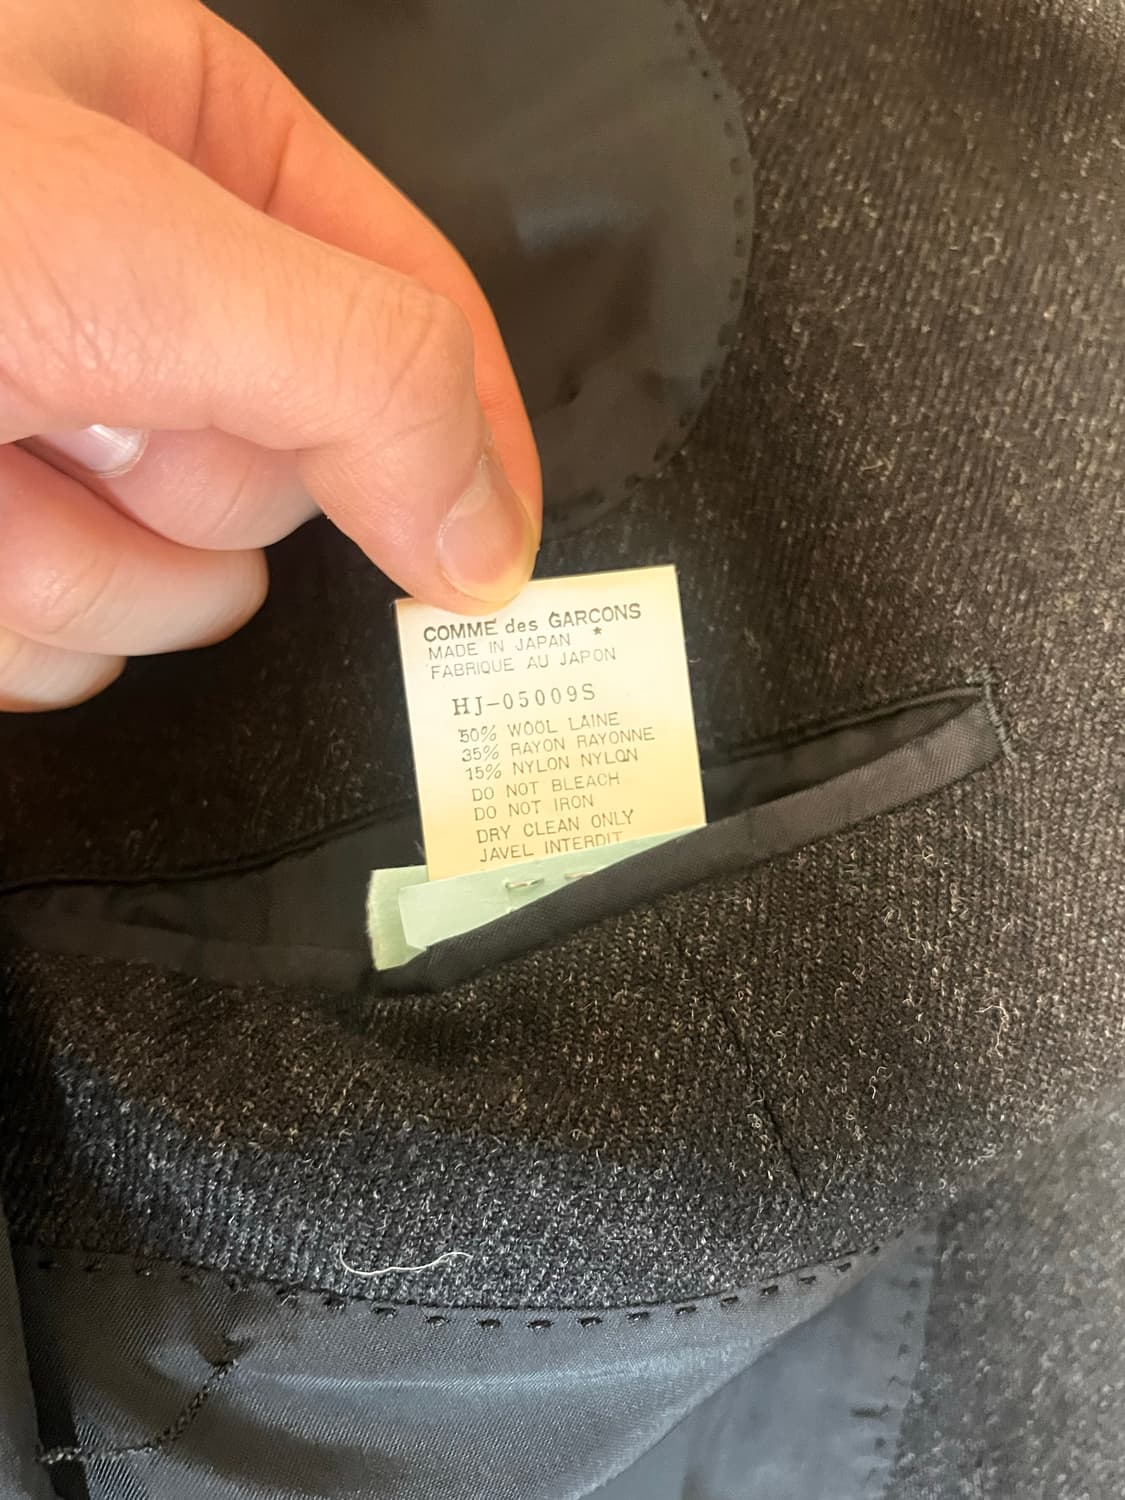 COMME des GARCONS
MADE IN JAPAN *
FABRIQUE AU JAPON
HJ-05009S
50% WOOL LAINE
35% RAYON RAYONNE
15% NYLON NYLON
DO NOT BLEACH
DO NOT IRON
DRY CLEAN ONLY
JAVEL INTERDIT